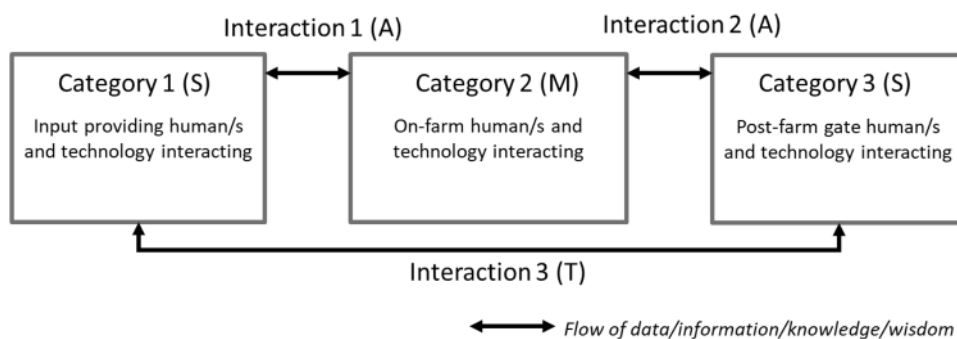 Interaction 1 (A)
Interaction 2 (A)
Category 1 (S)
Input providing human/s
and technology interacting
Category 2 (M)
On-farm human/s and
technology interacting
Category 3 (S)
Post-farm gate human/s
and technology interacting
Interaction 3 (T)
Flow of data/information/knowledge/wisdom